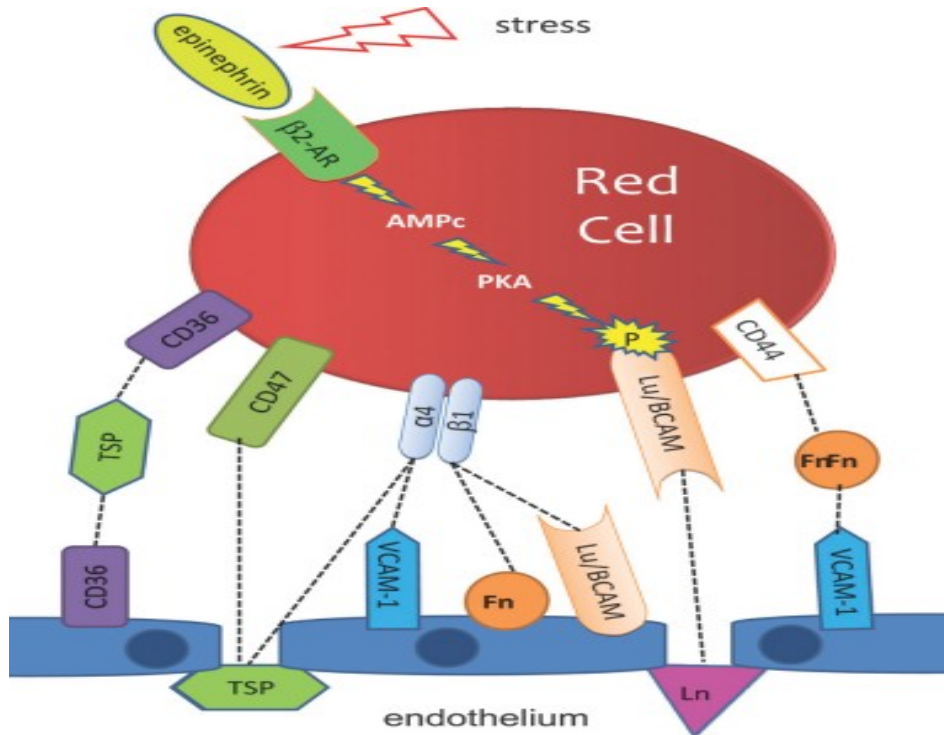 stress
epinephrin
β2-AR
Red
Cell
AMPc
PKA
P
CD36
CD47
α4
β1
Lu/BCAM
CD44
TSP
FnFn
CD36
VCAM-1
Fn
Lu/BCAM
VCAM-1
TSP
Ln
endothelium